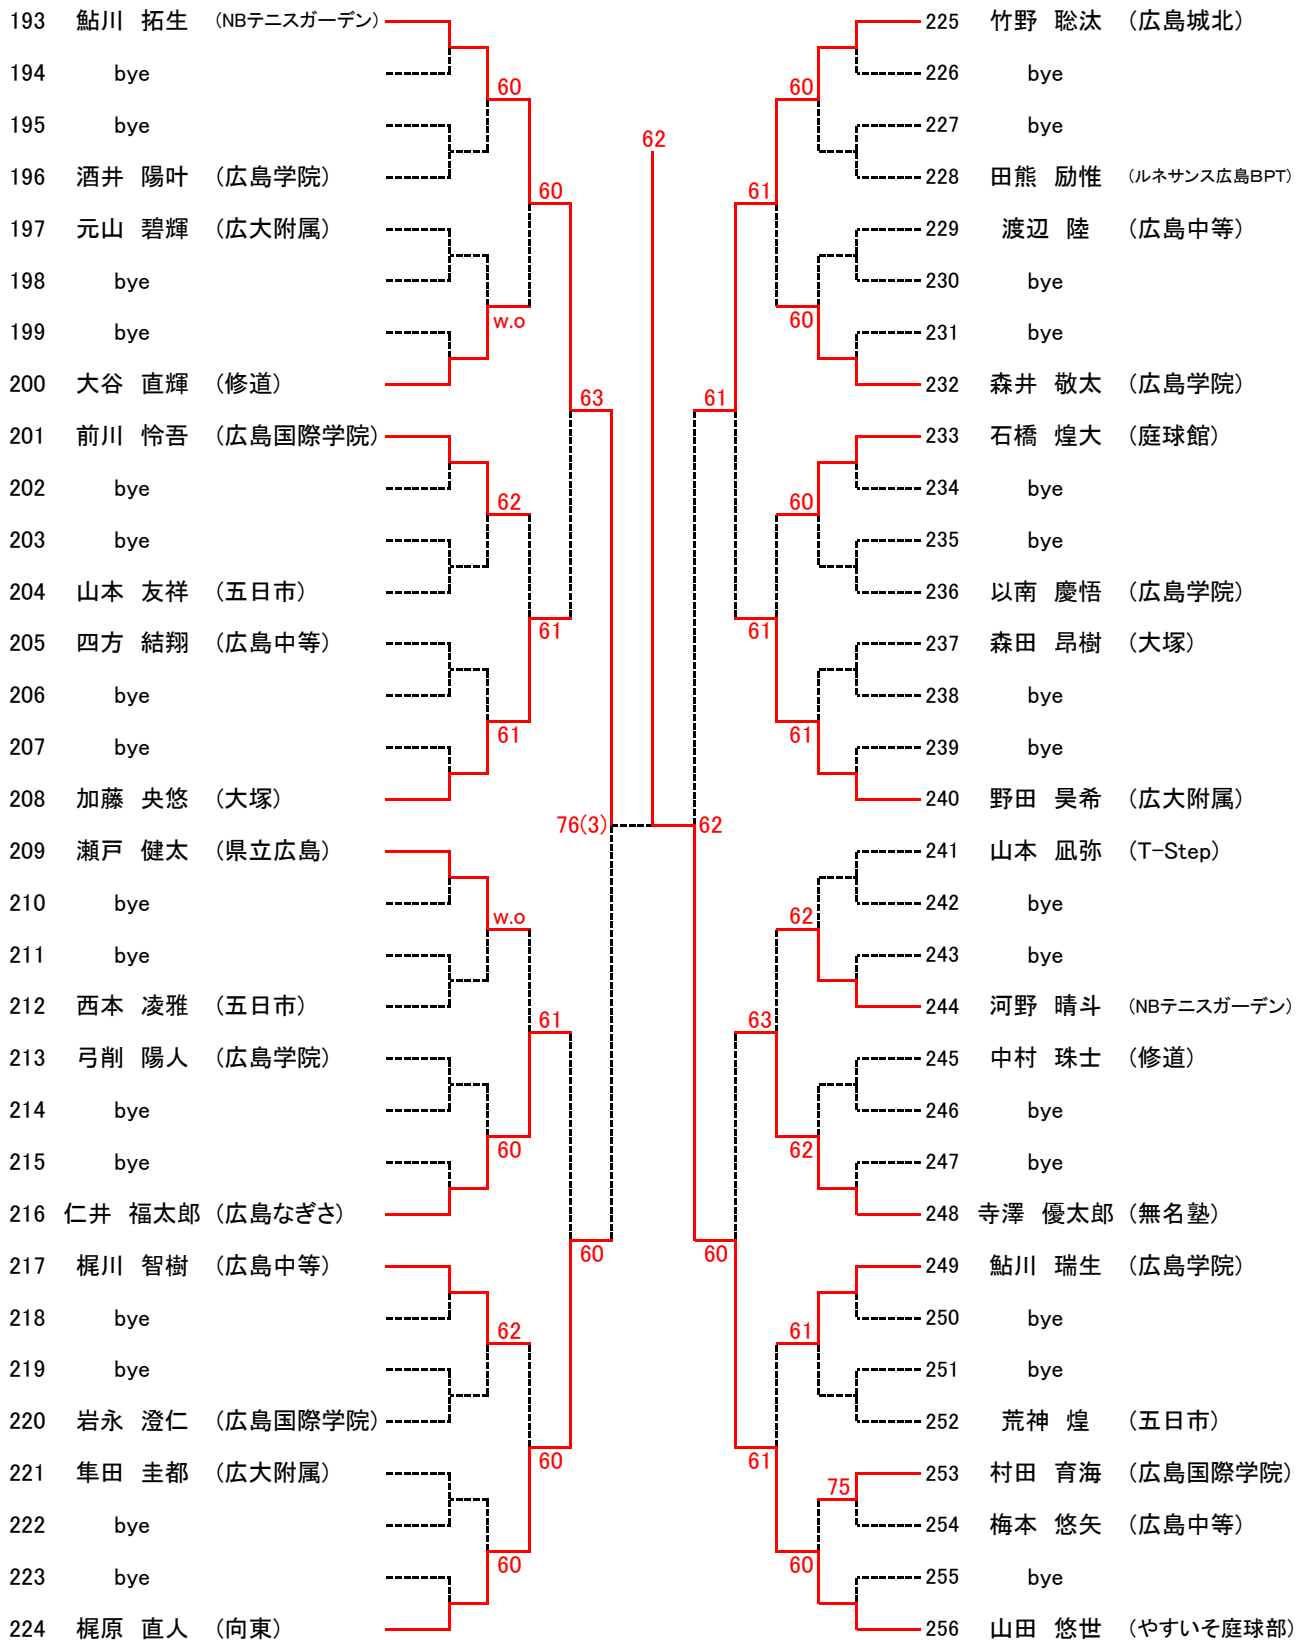 193 鮎川 拓生 (NBテニスガーデン)
194 bye
60
195 bye
196 酒井 陽叶 (広島学院)
60
197 元山 碧輝 (広大附属)
198 bye
w.o
199 bye
200 大谷 直輝 (修道)
63
201 前川 怜吾 (広島国際学院)
202 bye
62
203 bye
204 山本 友祥 (五日市)
61
205 四方 結翔 (広島中等)
206 bye
61
207 bye
208 加藤 央悠 (大塚)
76(3)
209 瀬戸 健太 (県立広島)
210 bye
w.o
211 bye
212 西本 凌雅 (五日市)
61
213 弓削 陽人 (広島学院)
214 bye
60
215 bye
216 仁井 福太郎 (広島なぎさ)
60
217 梶川 智樹 (広島中等)
218 bye
62
219 bye
220 岩永 澄仁 (広島国際学院)
60
221 隼田 圭都 (広大附属)
222 bye
60
223 bye
224 梶原 直人 (向東)
62
225 竹野 聡汰 (広島城北)
226 bye
60
227 bye
228 田熊 励惟 (ルネサンス広島BPT)
61
229 渡辺 陸 (広島中等)
230 bye
60
231 bye
232 森井 敬太 (広島学院)
61
233 石橋 煌大 (庭球館)
234 bye
60
235 bye
236 以南 慶悟 (広島学院)
61
237 森田 昂樹 (大塚)
238 bye
61
239 bye
240 野田 昊希 (広大附属)
62
241 山本 凪弥 (T-Step)
242 bye
62
243 bye
244 河野 晴斗 (NBテニスガーデン)
63
245 中村 珠士 (修道)
246 bye
62
247 bye
248 寺澤 優太郎 (無名塾)
60
249 鮎川 瑞生 (広島学院)
250 bye
61
251 bye
252 荒神 煌 (五日市)
61
253 村田 育海 (広島国際学院)
75
254 梅本 悠矢 (広島中等)
60
255 bye
256 山田 悠世 (やすいそ庭球部)